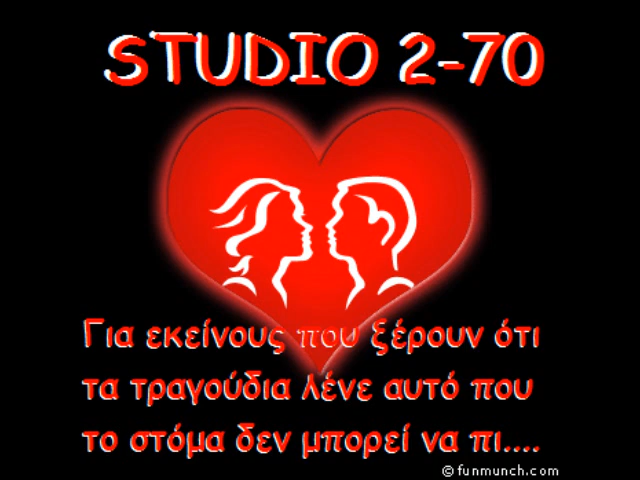 STUDIO 2-70
Για εκείνους που ξέρουν ότι
τα τραγούδια λένε αυτό που
το στόμα δεν μπορεί να πι....
© funmunch.com